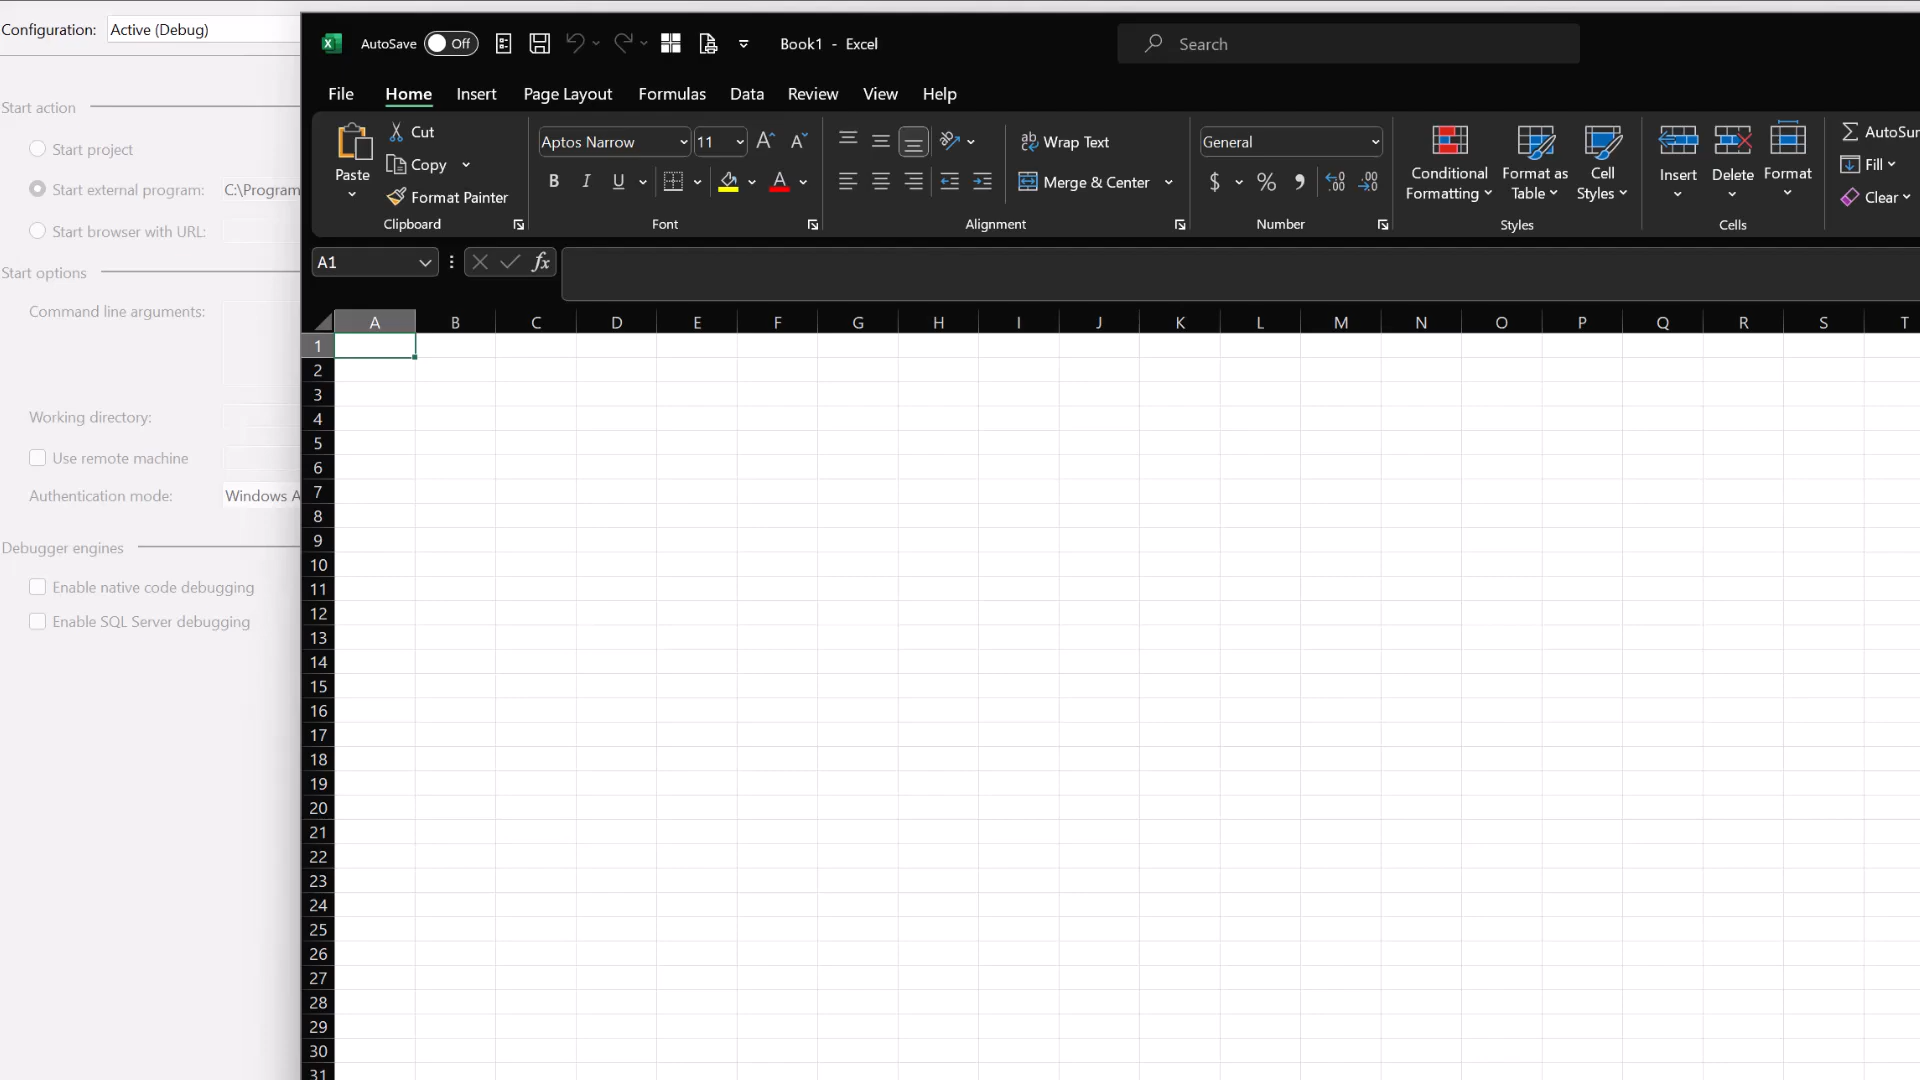 Configuration: Active (Debug)
Start action
Start project
Start external program: C:\Program
Start browser with URL:
Start options
Command line arguments:
Working directory:
Use remote machine
Authentication mode: Windows A
Debugger engines
Enable native code debugging
Enable SQL Server debugging
AutoSave Off Book1 - Excel Search
File Home Insert Page Layout Formulas Data Review View Help
Paste
Cut
Copy
Format Painter
Clipboard
Aptos Narrow 11
B I U A
Font
ab Wrap Text
Merge & Center
Alignment
General
$ % , .00 .00
Number
Conditional Formatting
Format as Table
Cell Styles
Styles
Insert Delete Format
Cells
AutoSum
Fill
Clear
A1 fx
A B C D E F G H I J K L M N O P Q R S T
1
2
3
4
5
6
7
8
9
10
11
12
13
14
15
16
17
18
19
20
21
22
23
24
25
26
27
28
29
30
31